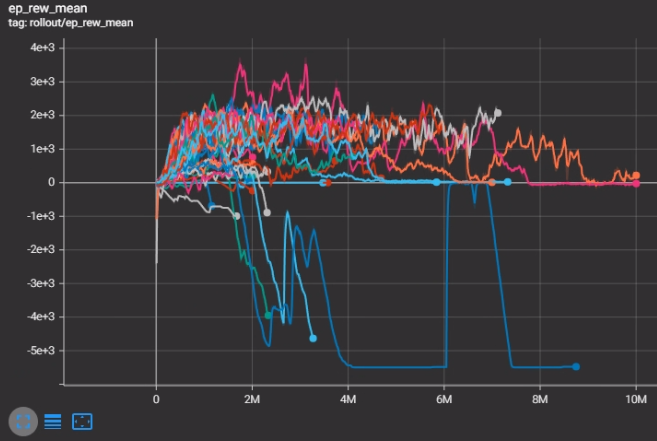 ep_rew_mean
tag: rollout/ep_rew_mean
4e+3
3e+3
2e+3
1e+3
0
-1e+3
-2e+3
-3e+3
-4e+3
-5e+3
0 2M 4M 6M 8M 10M